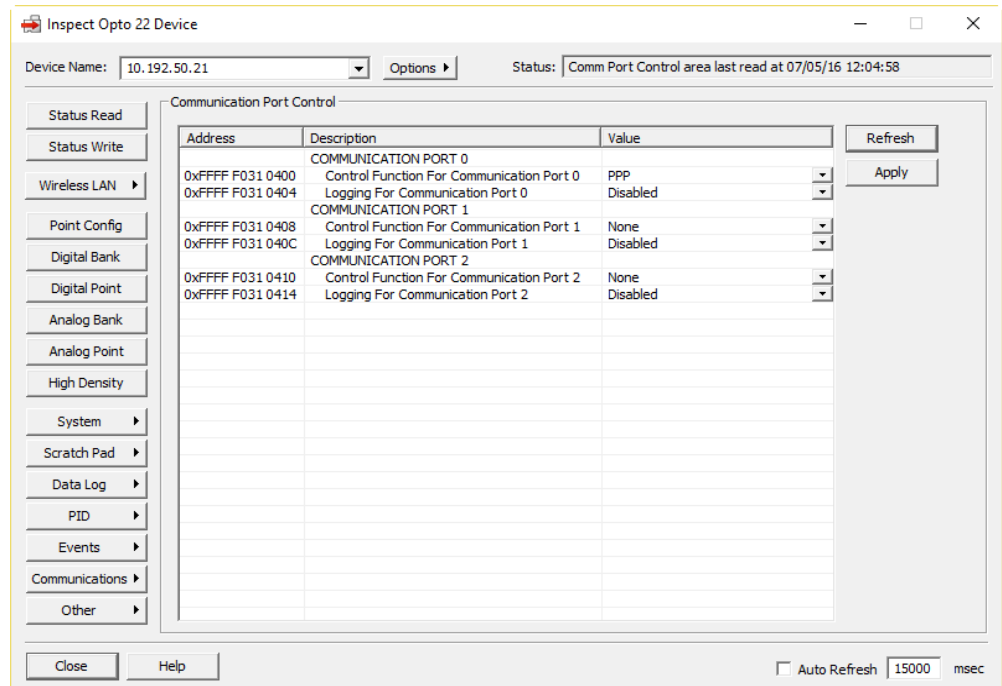 Inspect Opto 22 Device
Device Name: 10.192.50.21 Options Status: Comm Port Control area last read at 07/05/16 12:04:58
Status Read
Status Write
Wireless LAN
Point Config
Digital Bank
Digital Point
Analog Bank
Analog Point
High Density
System
Scratch Pad
Data Log
PID
Events
Communications
Other
Communication Port Control
Address Description Value
COMMUNICATION PORT 0
0xFFFF F031 0400 Control Function For Communication Port 0 PPP
0xFFFF F031 0404 Logging For Communication Port 0 Disabled
COMMUNICATION PORT 1
0xFFFF F031 0408 Control Function For Communication Port 1 None
0xFFFF F031 040C Logging For Communication Port 1 Disabled
COMMUNICATION PORT 2
0xFFFF F031 0410 Control Function For Communication Port 2 None
0xFFFF F031 0414 Logging For Communication Port 2 Disabled
Refresh
Apply
Close Help Auto Refresh 15000 msec